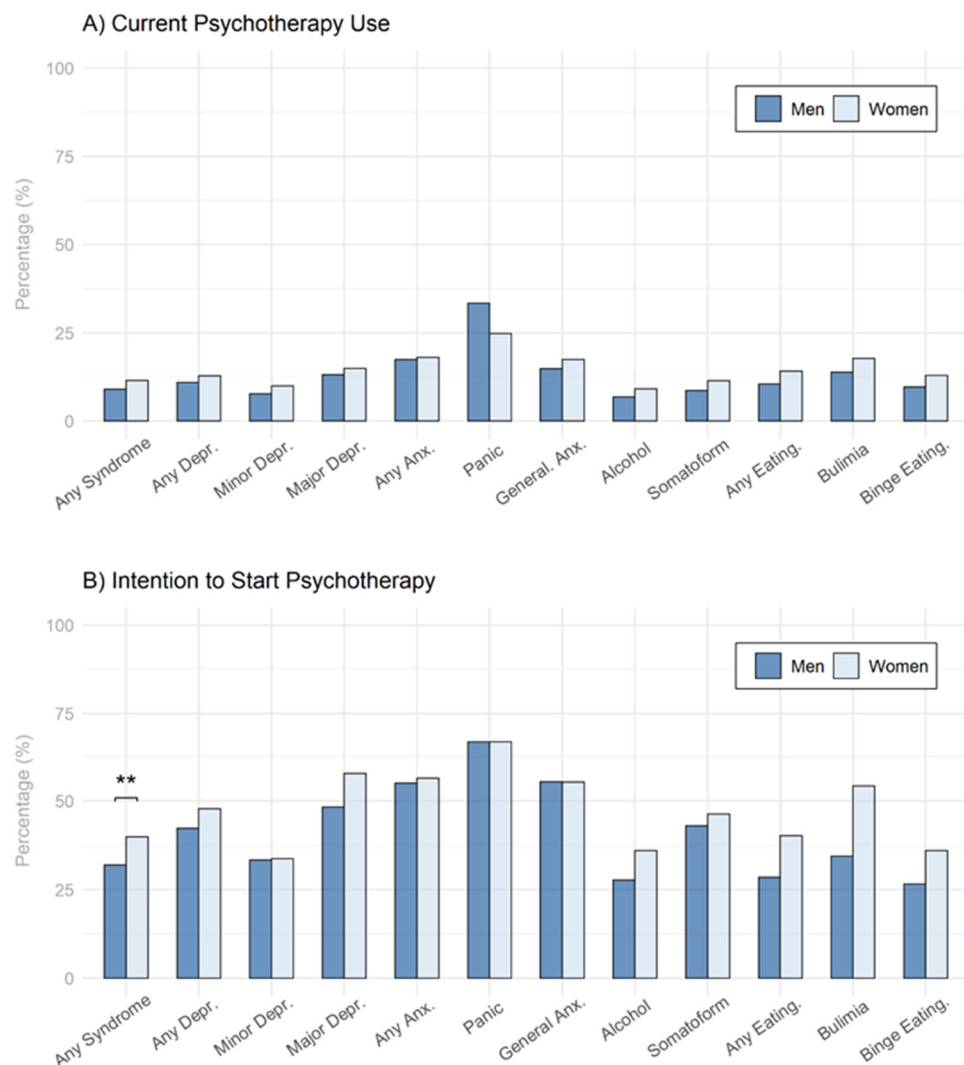 A) Current Psychotherapy Use
100
75
50
25
0
Percentage (%)
Men Women
Any Syndrome
Any Depr.
Minor Depr.
Major Depr.
Any Anx.
Panic
General. Anx.
Alcohol
Somatoform
Any Eating.
Bulimia
Binge Eating.
B) Intention to Start Psychotherapy
100
75
50
25
0
Percentage (%)
Men Women
**
Any Syndrome
Any Depr.
Minor Depr.
Major Depr.
Any Anx.
Panic
General Anx.
Alcohol
Somatoform
Any Eating.
Bulimia
Binge Eating.